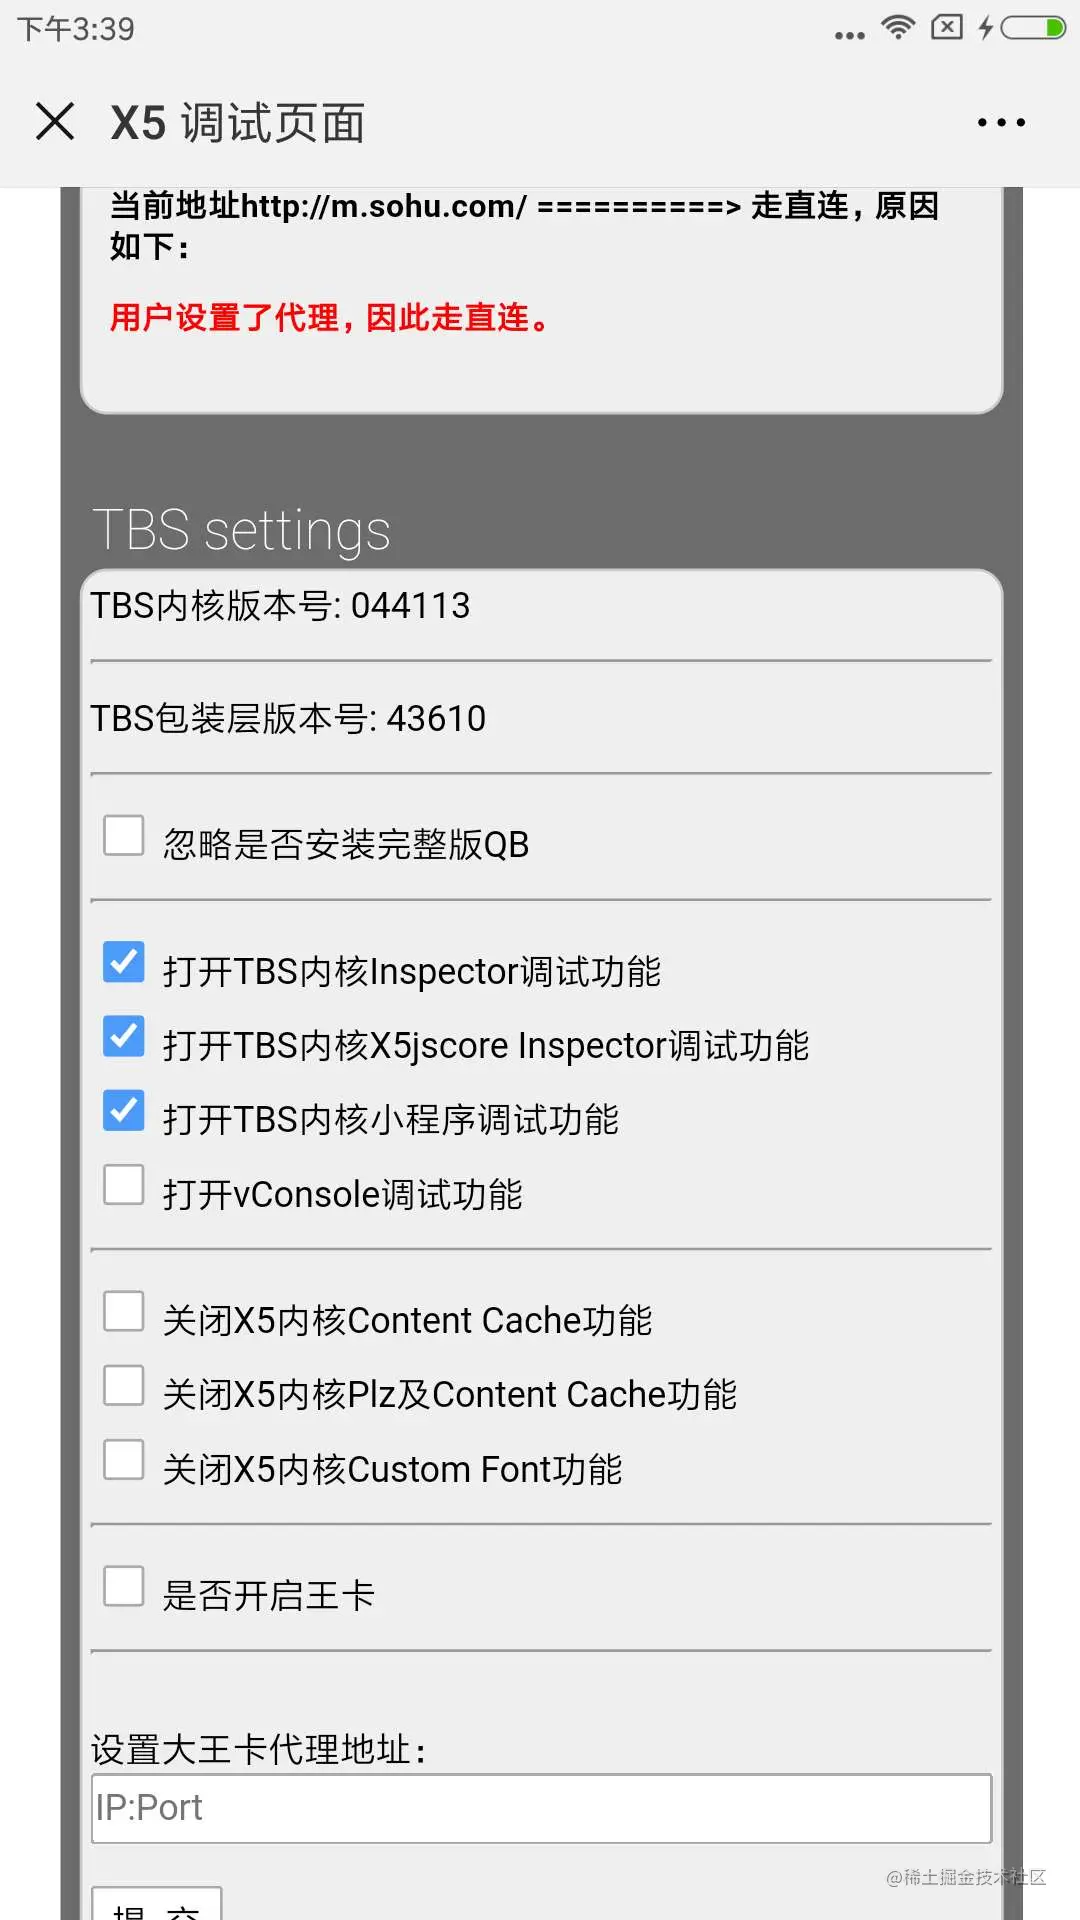 下午3:39
X5 调试页面
当前地址http://m.sohu.com/ ==========> 走直连，原因
如下：
用户设置了代理，因此走直连。
TBS settings
TBS内核版本号: 044113
TBS包装层版本号: 43610
忽略是否安装完整版QB
打开TBS内核Inspector调试功能
打开TBS内核X5jscore Inspector调试功能
打开TBS内核小程序调试功能
打开vConsole调试功能
关闭X5内核Content Cache功能
关闭X5内核Plz及Content Cache功能
关闭X5内核Custom Font功能
是否开启王卡
设置大王卡代理地址：
IP:Port
@稀土掘金技术社区
提 交